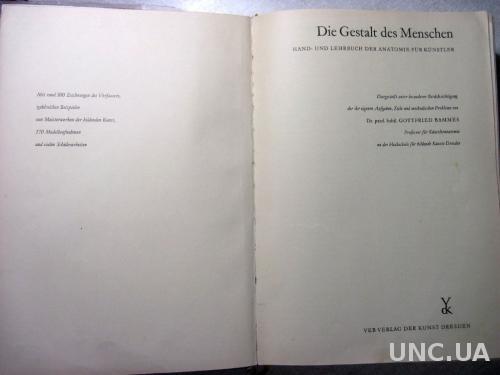 Mit rund 800 Zeichnungen des Verfassers,
zahlreichen Beispielen
von Meisterwerken der bildenden Kunst,
170 Modellaufnahmen
und vielen Schülerarbeiten
Die Gestalt des Menschen
HAND- UND LEHRBUCH DER ANATOMIE FÜR KÜNSTLER
Dargestellt unter besonderer Berücksichtigung
der ihr eigenen Aufgaben, Ziele und methodischen Probleme von
Dr. paed. habil. GOTTFRIED BAMMES
Professor für Künstleranatomie
an der Hochschule für bildende Künste Dresden
VEB VERLAG DER KUNST DRESDEN
UNC.UA